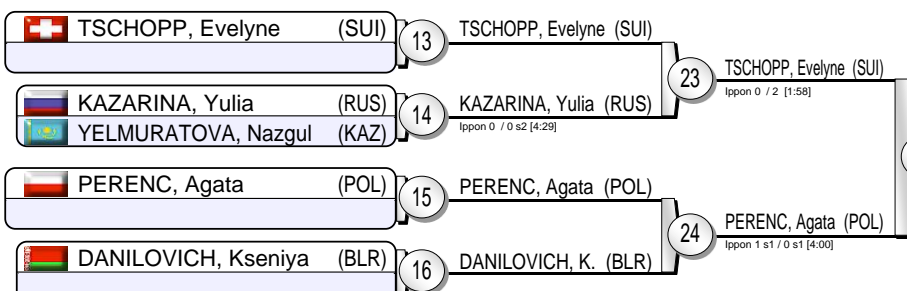 TSCHOPP, Evelyne (SUI)
13
TSCHOPP, Evelyne (SUI)
23
TSCHOPP, Evelyne (SUI)
Ippon 0 / 2 [1:58]
KAZARINA, Yulia (RUS)
14
KAZARINA, Yulia (RUS)
Ippon 0 / 0 s2 [4:29]
YELMURATOVA, Nazgul (KAZ)
PERENC, Agata (POL)
15
PERENC, Agata (POL)
24
PERENC, Agata (POL)
Ippon 1 s1 / 0 s1 [4:00]
DANILOVICH, Kseniya (BLR)
16
DANILOVICH, K. (BLR)